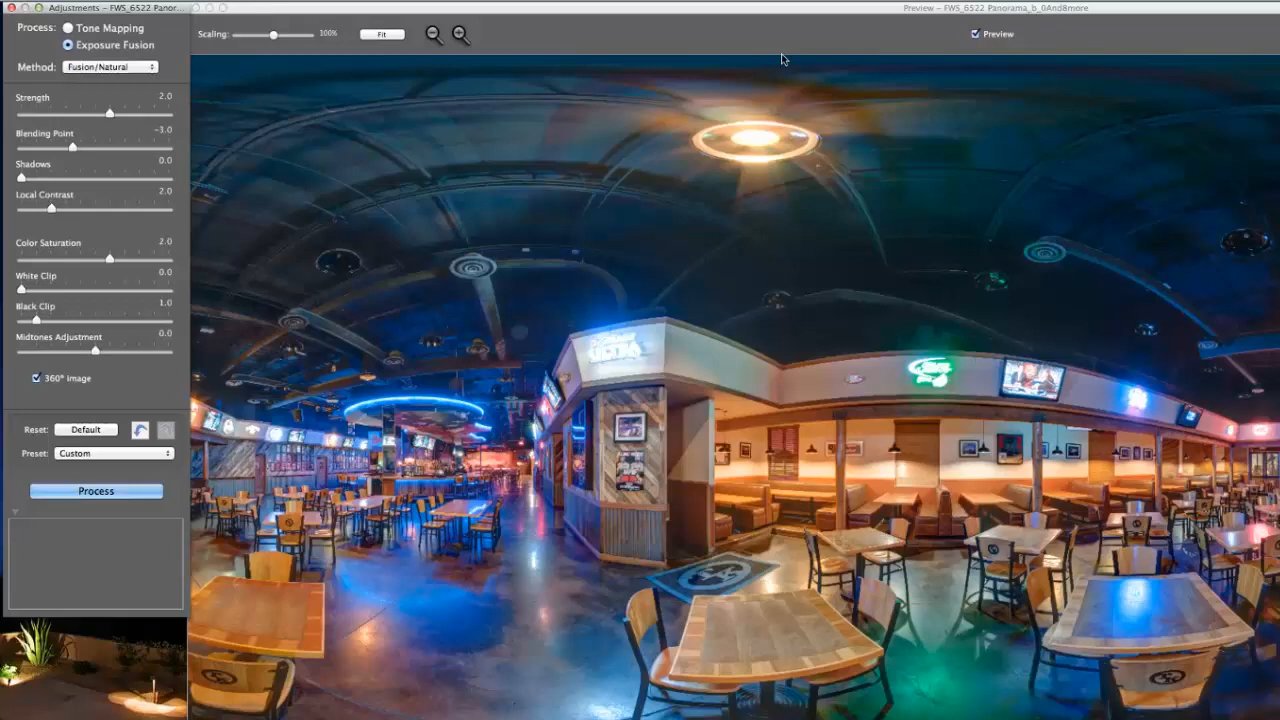 Adjustments – FWS_6522 Panor...
Preview – FWS_6522 Panorama_b_0And8more
Process: Tone Mapping
Exposure Fusion
Method: Fusion/Natural
Scaling: 100% Fit
Preview
Strength 2.0
Blending Point -3.0
Shadows 0.0
Local Contrast 2.0
Color Saturation 2.0
White Clip 0.0
Black Clip 1.0
Midtones Adjustment 0.0
360° image
Reset: Default
Preset: Custom
Process
ULTRA